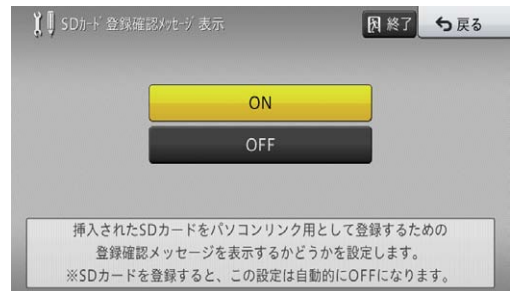 SDカード 登録確認メッセージ 表示
終了
戻る
ON
OFF
挿入されたSDカードをパソコンリンク用として登録するための
登録確認メッセージを表示するかどうかを設定します。
※SDカードを登録すると、この設定は自動的にOFFになります。